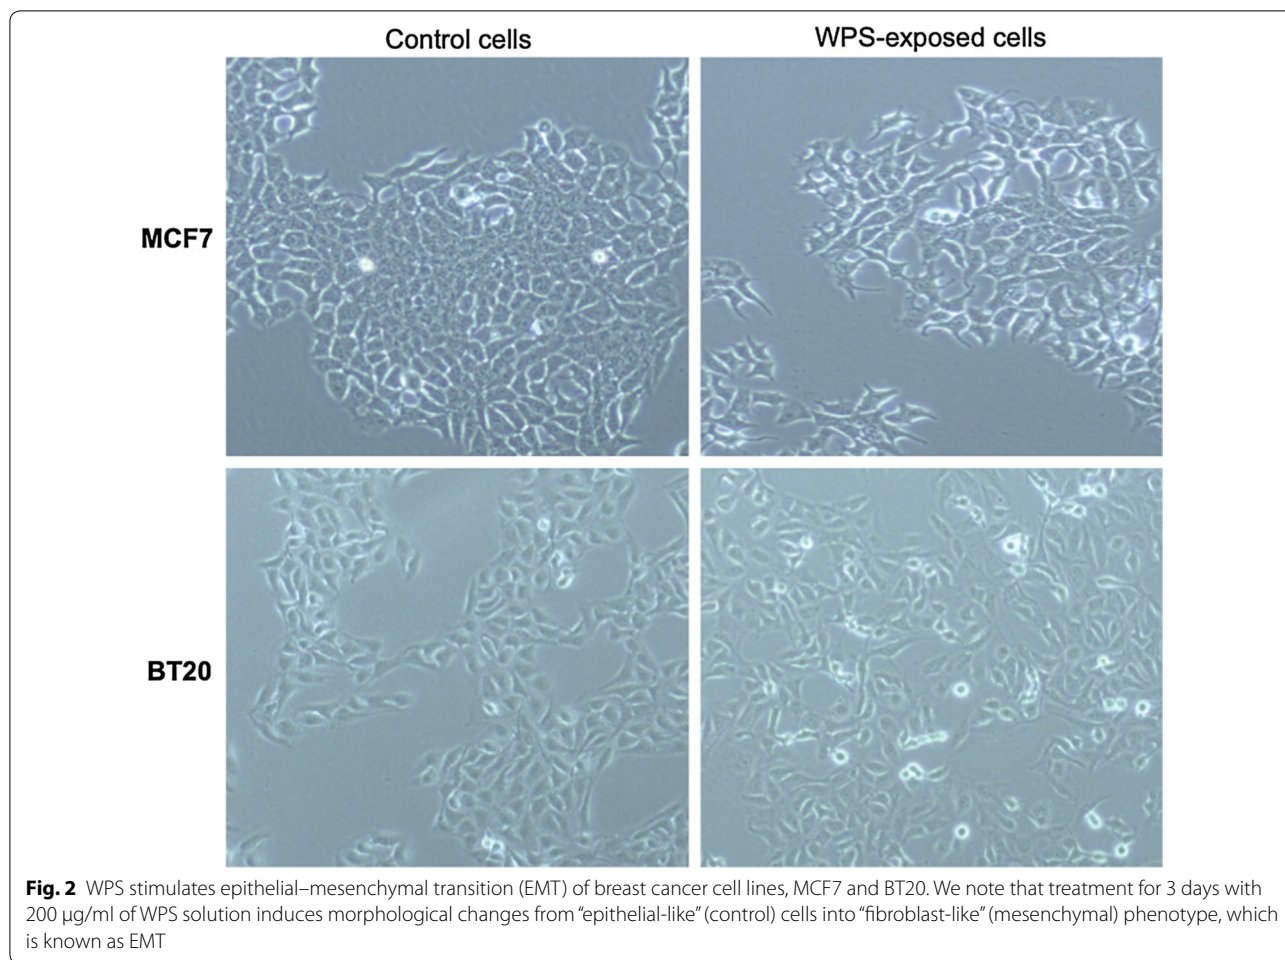 Control cells
WPS-exposed cells
MCF7
BT20
Fig. 2 WPS stimulates epithelial–mesenchymal transition (EMT) of breast cancer cell lines, MCF7 and BT20. We note that treatment for 3 days with
200 µg/ml of WPS solution induces morphological changes from “epithelial-like” (control) cells into “fibroblast-like” (mesenchymal) phenotype, which
is known as EMT